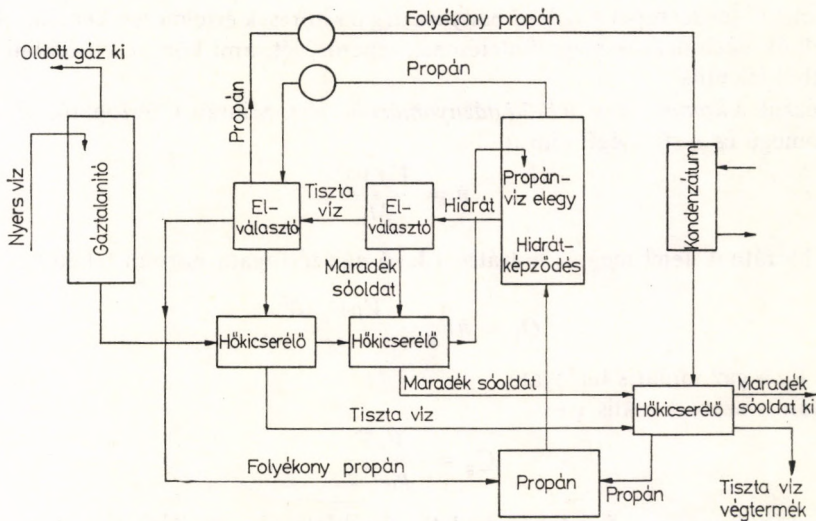 Oldott gáz ki
Nyers víz
Gáztalanító
Propán
Folyékony propán
Propán
El-
választó
Tiszta
víz
El-
választó
Hidrát
Propán-
víz elegy
Hidrát-
képződés
Kondenzátum
Maradék
sóoldat
Hőkicserélő
Hőkicserélő
Maradék sóoldat
Tiszta víz
Hőkicserélő
Maradék
sóoldat ki
Folyékony propán
Propán
Propán
Tiszta víz
végtermék